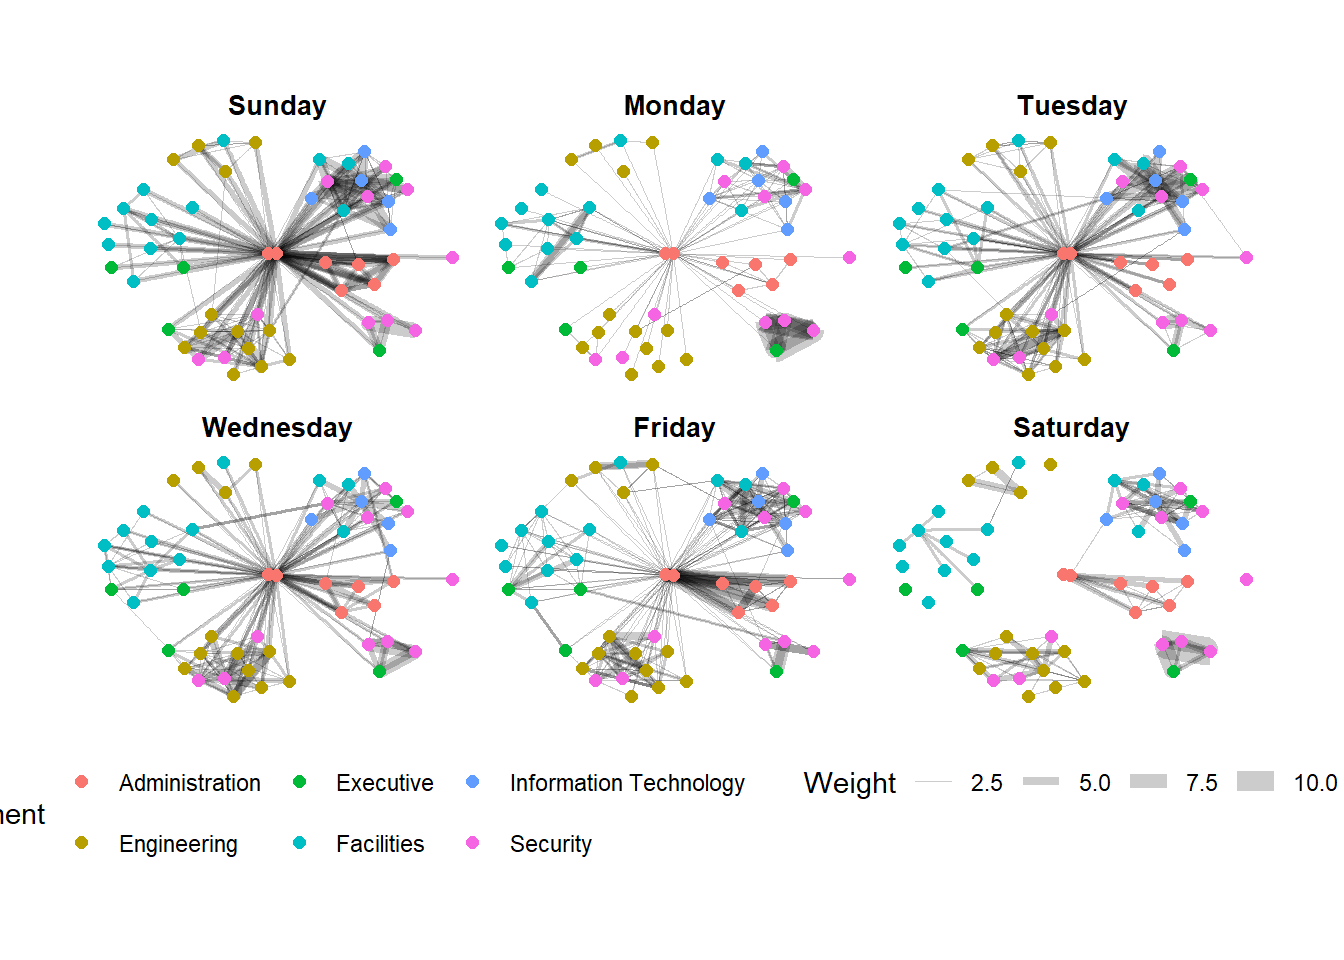 Sunday Monday Tuesday
Wednesday Friday Saturday
Administration Executive Information Technology Weight 2.5 5.0 7.5 10.0
Engineering Facilities Security